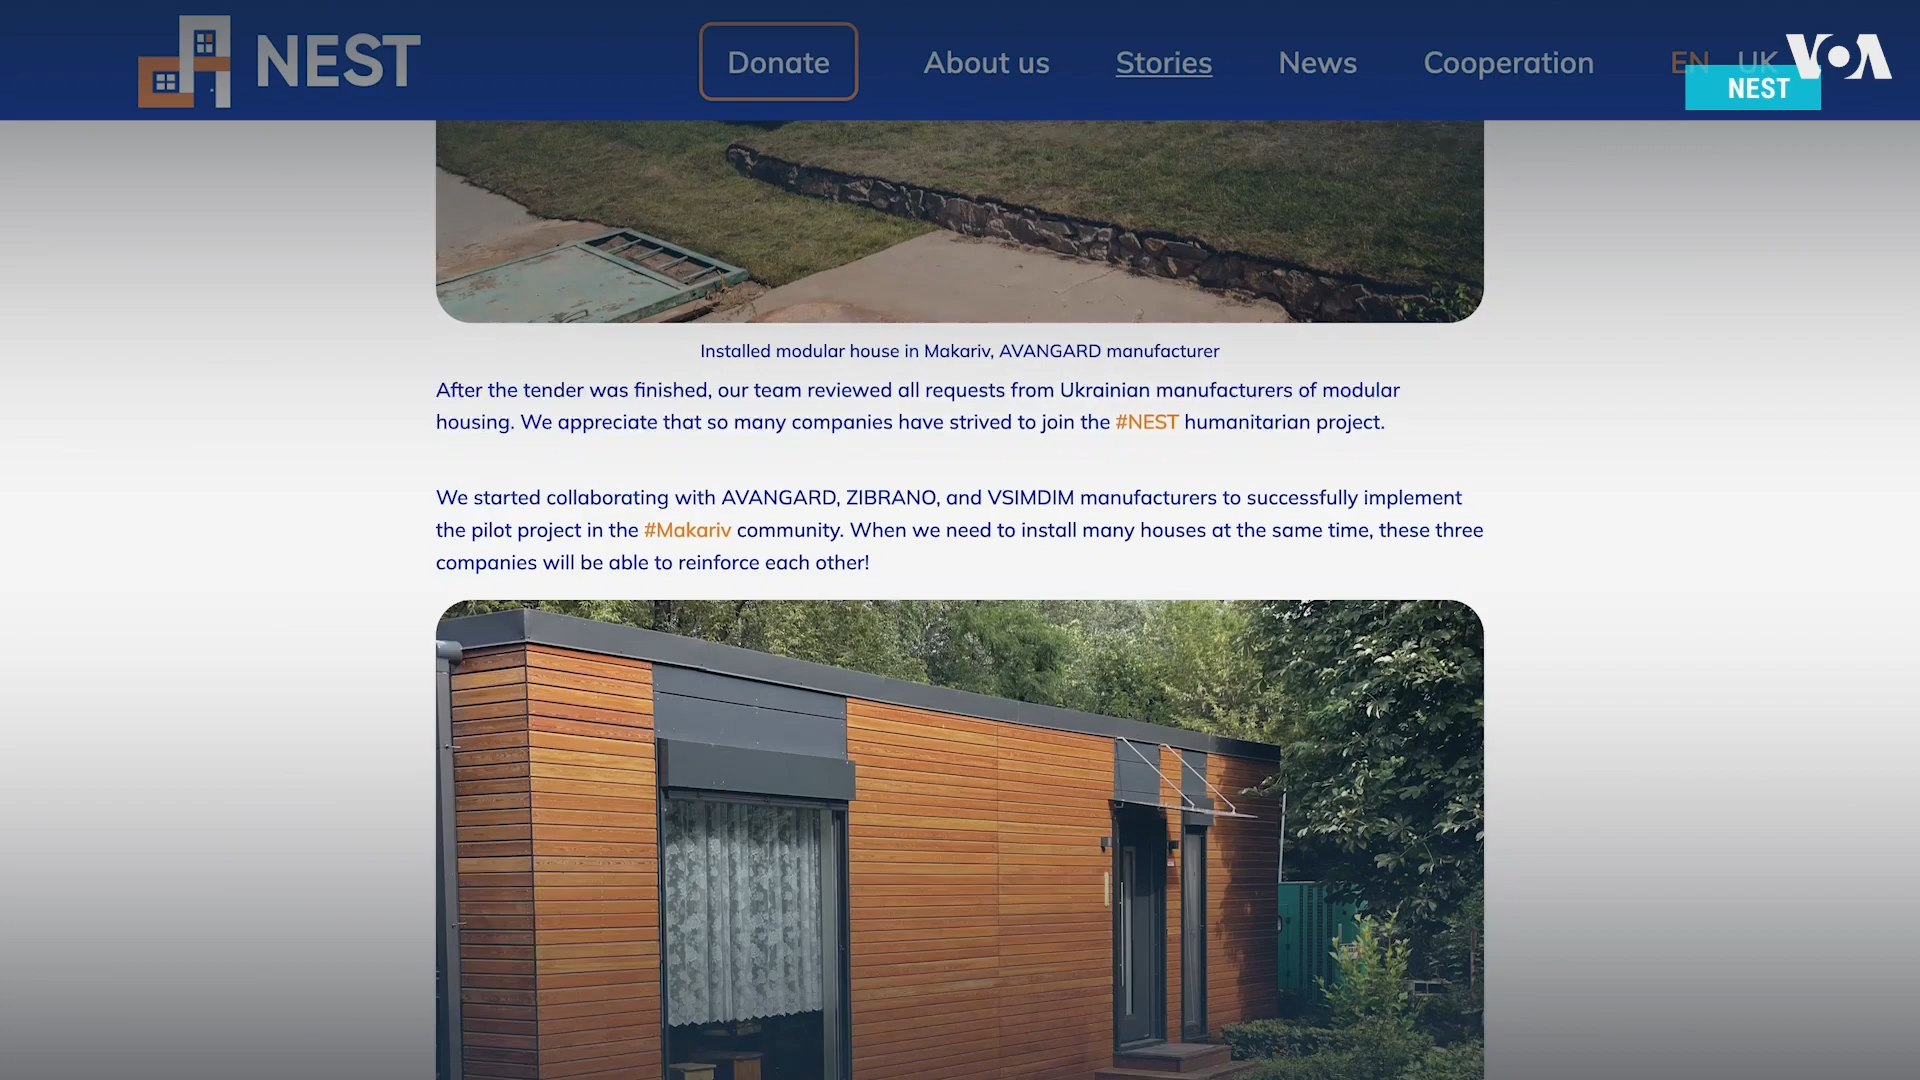 NEST
Donate
About us
Stories
News
Cooperation
EN
UK
VOA
NEST
Installed modular house in Makariv, AVANGARD manufacturer
After the tender was finished, our team reviewed all requests from Ukrainian manufacturers of modular
housing. We appreciate that so many companies have strived to join the #NEST humanitarian project.
We started collaborating with AVANGARD, ZIBRANO, and VSIMDIM manufacturers to successfully implement
the pilot project in the #Makariv community. When we need to install many houses at the same time, these three
companies will be able to reinforce each other!